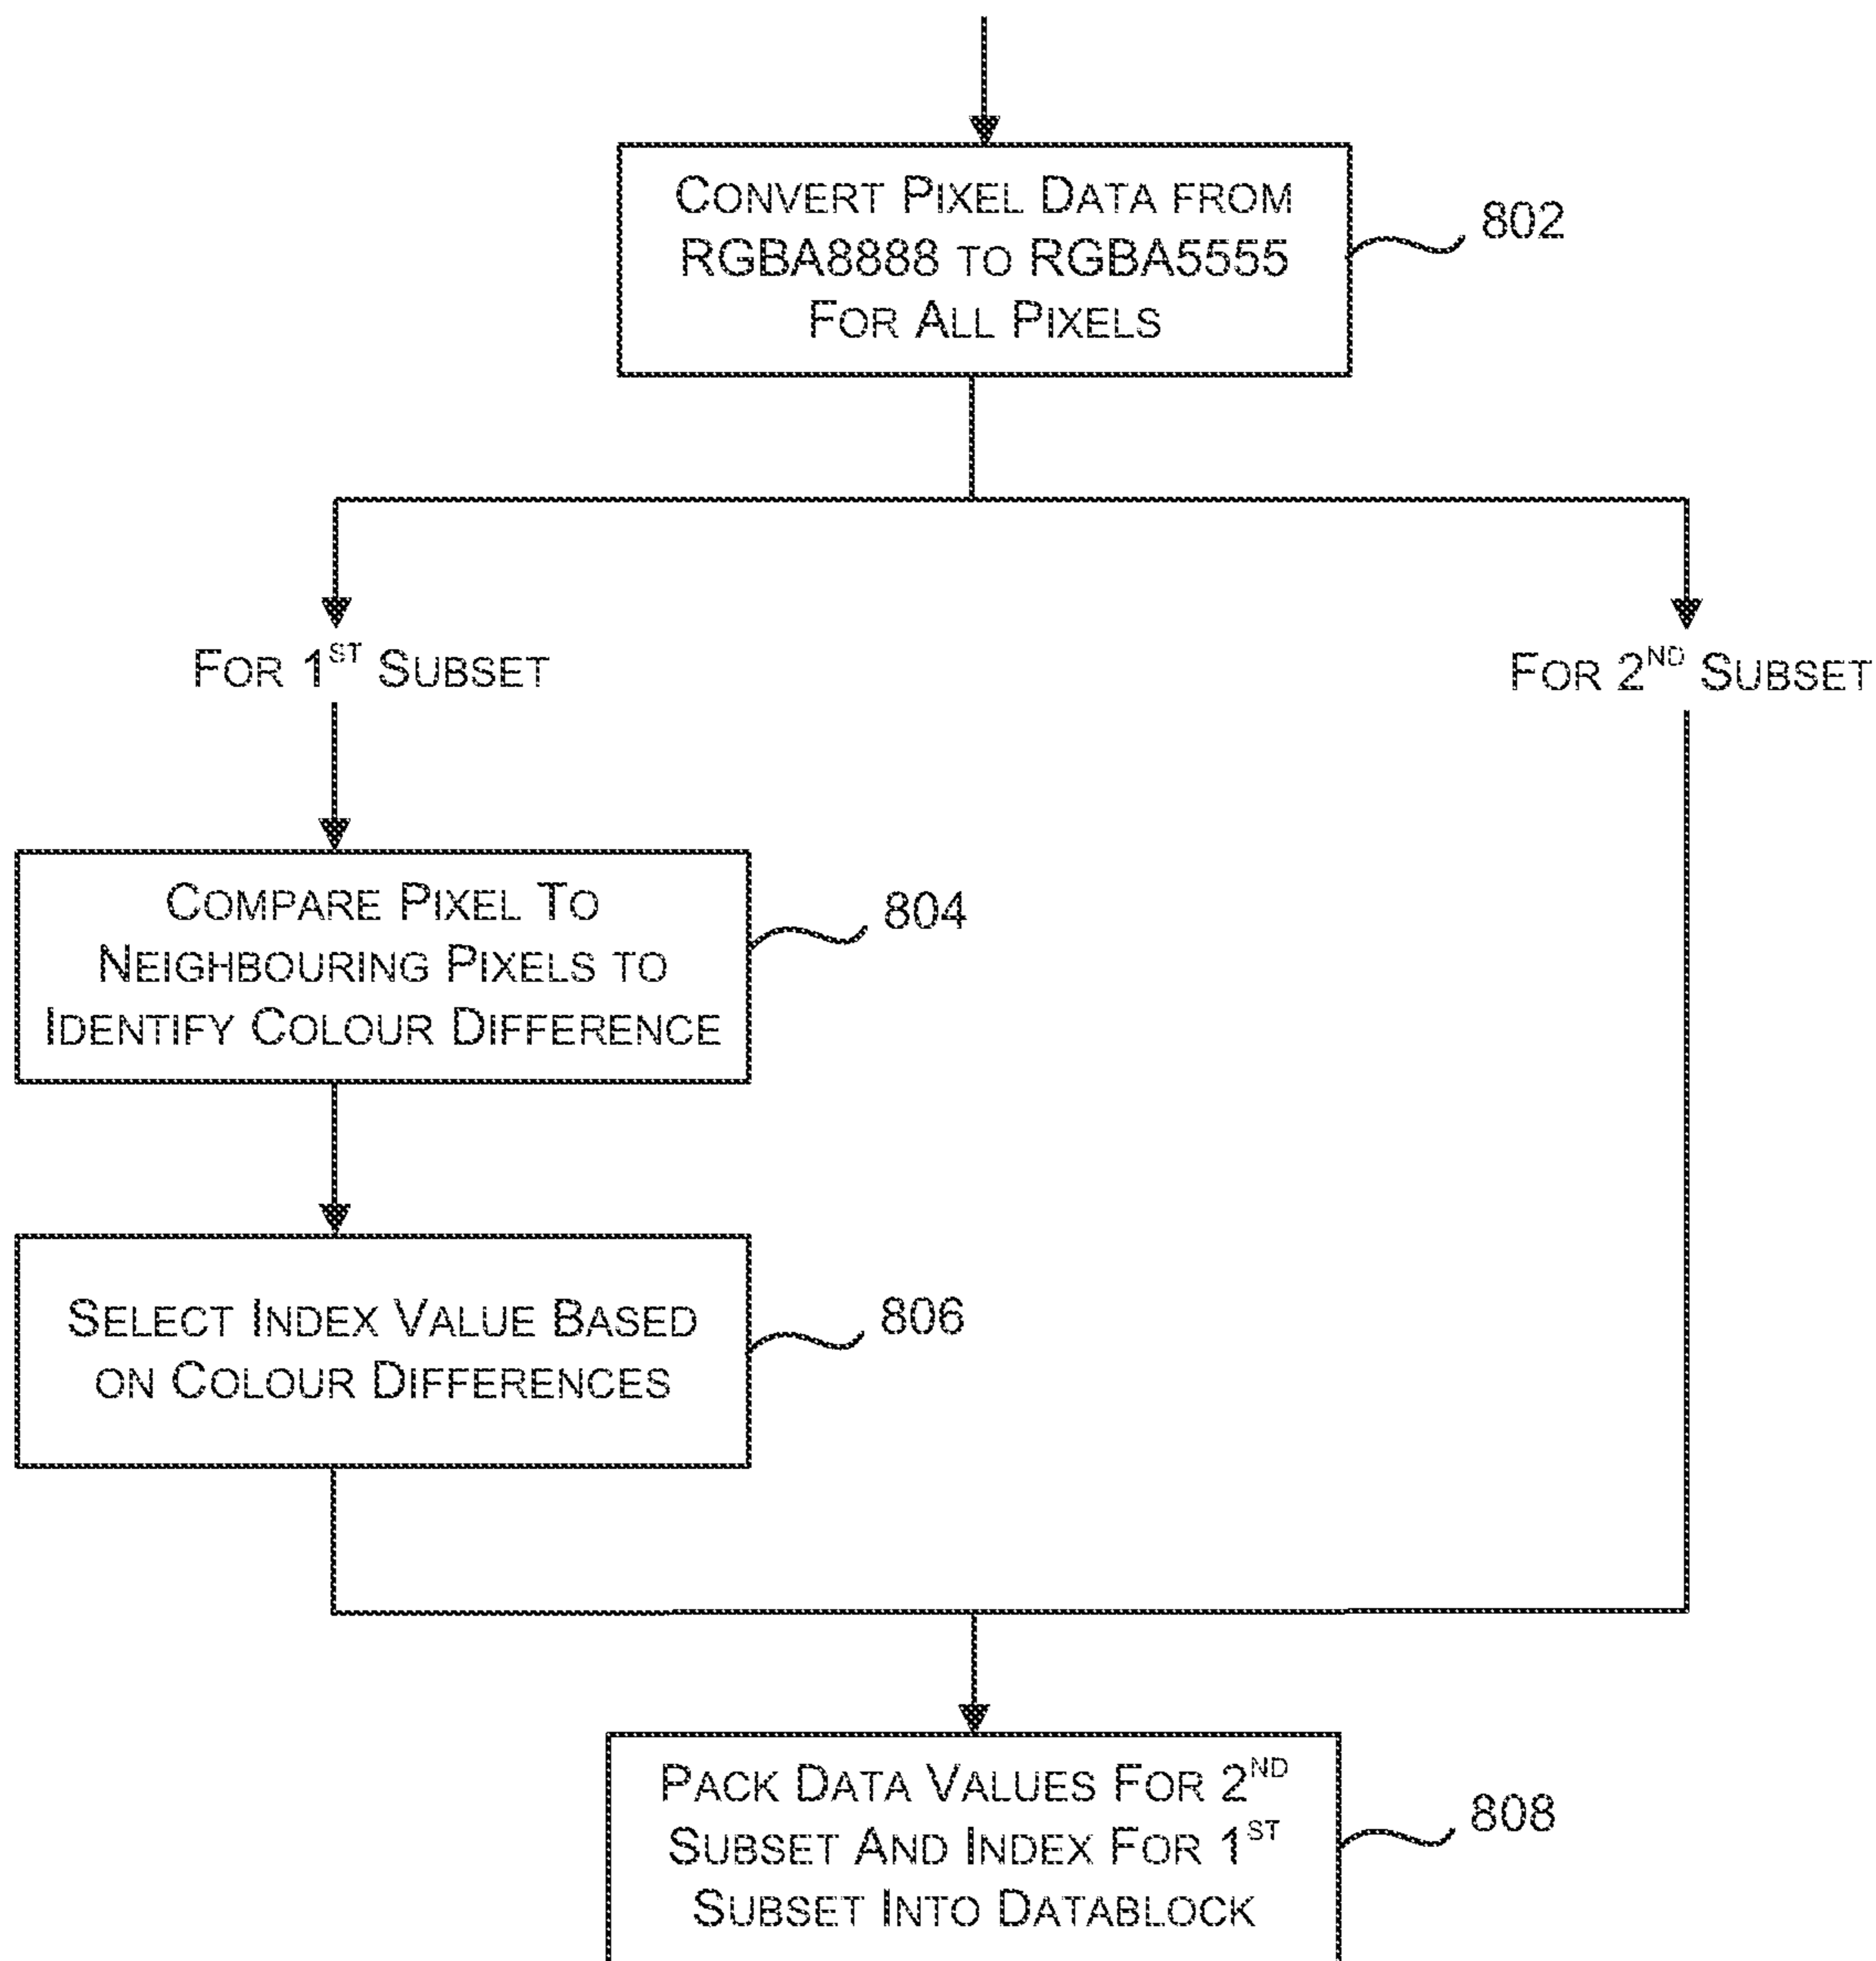 CONVERT PIXEL DATA FROM
RGBA8888 TO RGBA5555
FOR ALL PIXELS
802
FOR 1ST SUBSET
FOR 2ND SUBSET
COMPARE PIXEL TO
NEIGHBOURING PIXELS TO
IDENTIFY COLOUR DIFFERENCE
804
SELECT INDEX VALUE BASED
ON COLOUR DIFFERENCES
806
PACK DATA VALUES FOR 2ND
SUBSET AND INDEX FOR 1ST
SUBSET INTO DATABLOCK
808